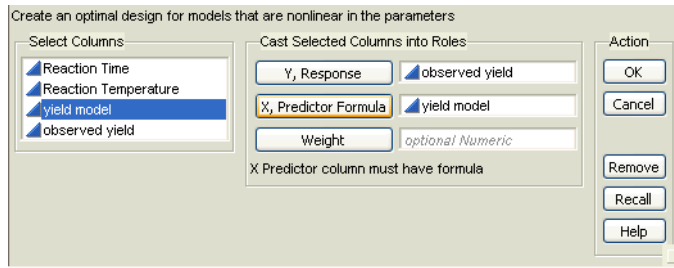 Create an optimal design for models that are nonlinear in the parameters
Select Columns
Reaction Time
Reaction Temperature
yield model
observed yield
Cast Selected Columns into Roles
Y, Response
observed yield
X, Predictor Formula
yield model
Weight
optional Numeric
X Predictor column must have formula
Action
OK
Cancel
Remove
Recall
Help